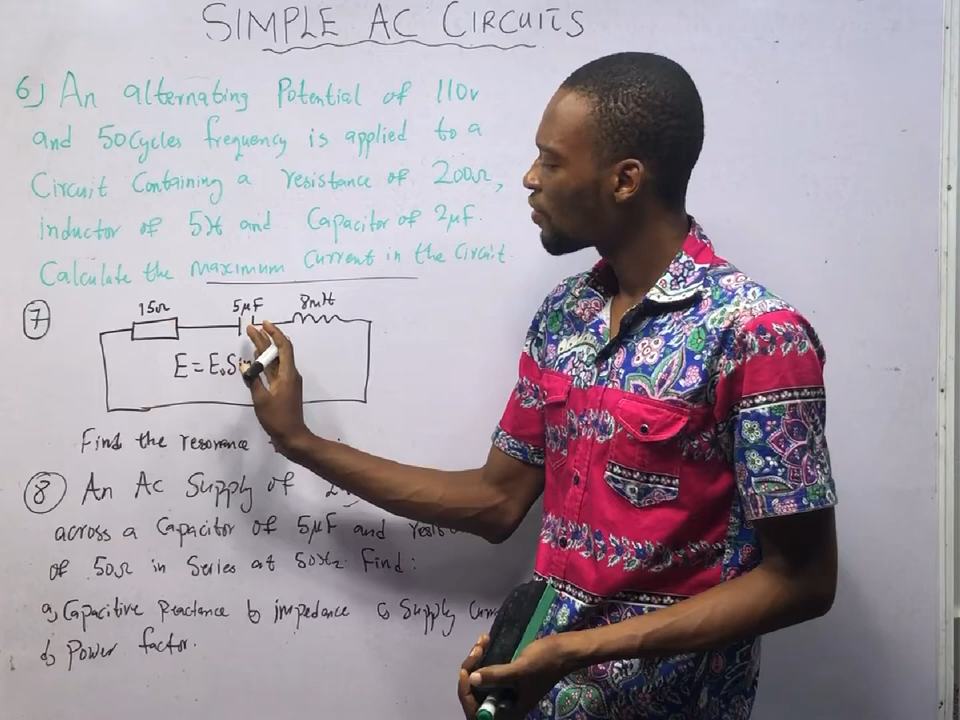 SIMPLE AC CIRCUITS
6) An alternating Potential of 110v
and 50Cycles frequency is applied to a
Circuit Containing a resistance of 200Ω,
inductor of 5H and Capacitor of 2μF.
Calculate the maximum Current in the Circuit.
7 15Ω 5μF 8mH
E = E₀Sin
Find the resonance
8 An AC Supply of
across a Capacitor of 5μF and
of 50Ω in Series at 50Hz. Find:
a) Capacitive Reactance b) impedance c) Supply
d) Power factor.